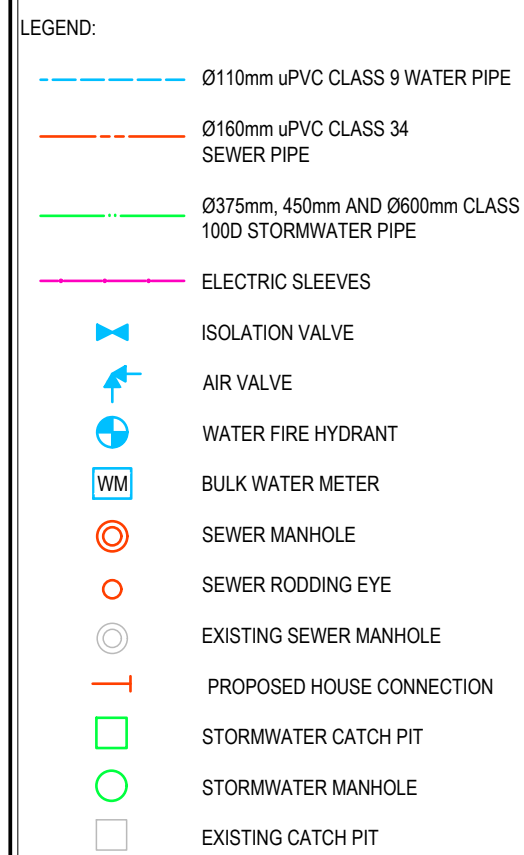 LEGEND:
Ø110mm uPVC CLASS 9 WATER PIPE
Ø160mm uPVC CLASS 34
SEWER PIPE
Ø375mm, 450mm AND Ø600mm CLASS
100D STORMWATER PIPE
ELECTRIC SLEEVES
ISOLATION VALVE
AIR VALVE
WATER FIRE HYDRANT
WM BULK WATER METER
SEWER MANHOLE
SEWER RODDING EYE
EXISTING SEWER MANHOLE
PROPOSED HOUSE CONNECTION
STORMWATER CATCH PIT
STORMWATER MANHOLE
EXISTING CATCH PIT